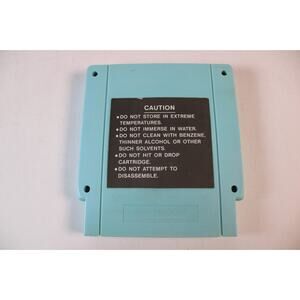 CAUTION
•DO NOT STORE IN EXTREME
TEMPERATURES.
•DO NOT IMMERSE IN WATER.
•DO NOT CLEAN WITH BENZENE,
THINNER ALCOHOL OR OTHER
SUCH SOLVENTS.
•DO NOT HIT OR DROP
CARTRIDGE.
•DO NOT ATTEMPT TO
DISASSEMBLE.